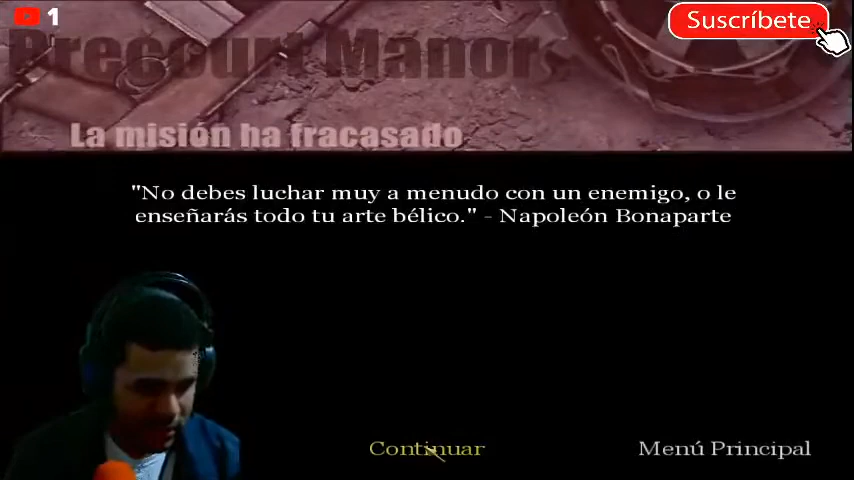 1
Suscríbete
Brecourt Manor
La misión ha fracasado
"No debes luchar muy a menudo con un enemigo, o le
enseñarás todo tu arte bélico." - Napoleón Bonaparte
Continuar
Menú Principal